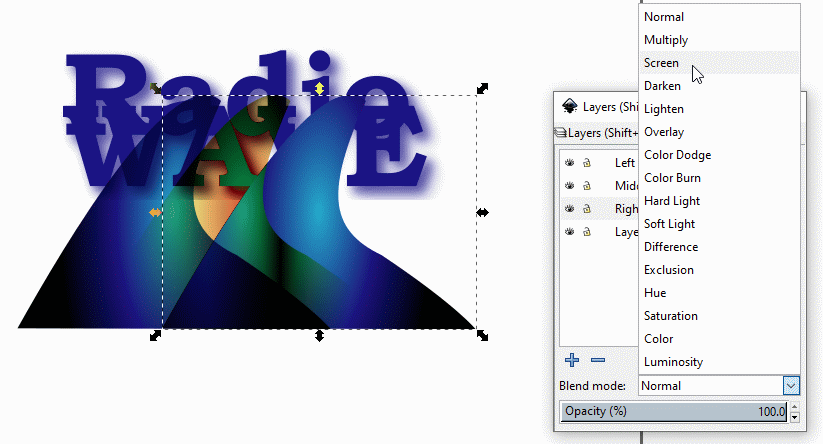 Radio
WAVE
Normal
Multiply
Screen
Darken
Lighten
Overlay
Color Dodge
Color Burn
Hard Light
Soft Light
Difference
Exclusion
Hue
Saturation
Color
Luminosity
Layers (Shi
Layers (Shift+
Left
Midd
Righ
Laye
Blend mode: Normal
Opacity (%) 100.0